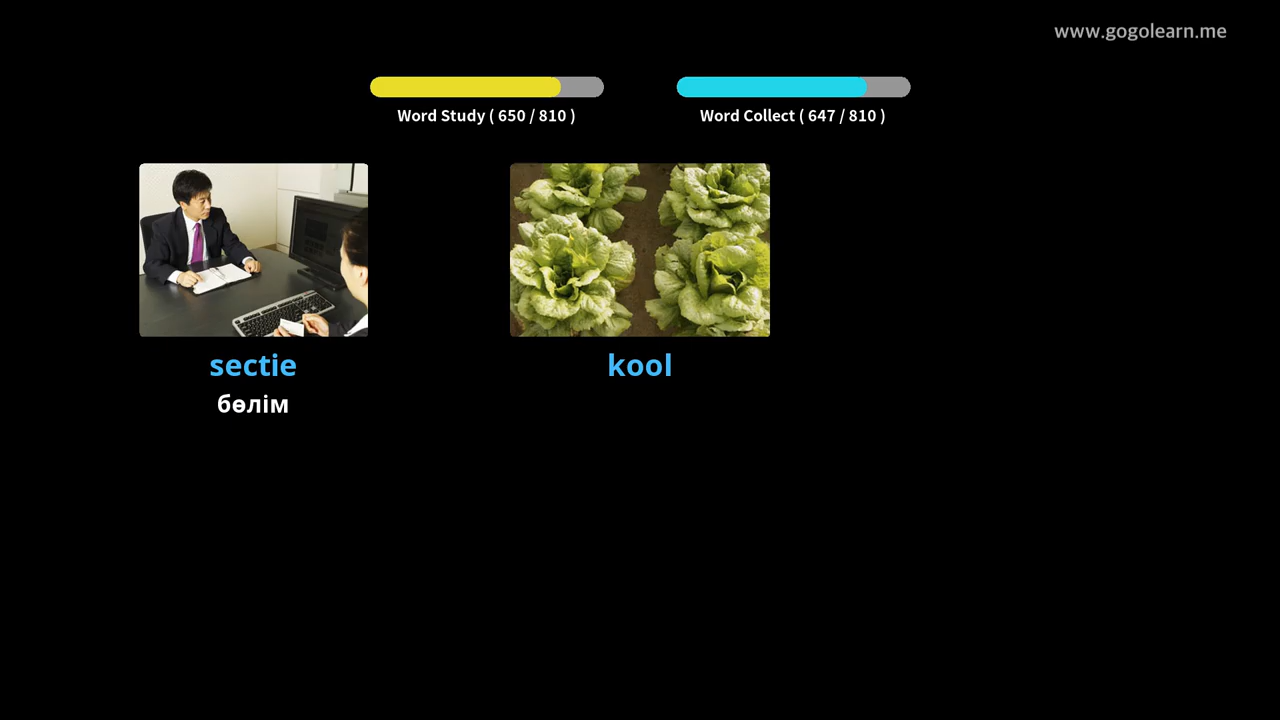 www.gogolearn.me
Word Study ( 650 / 810 )
Word Collect ( 647 / 810 )
sectie
бөлім
kool